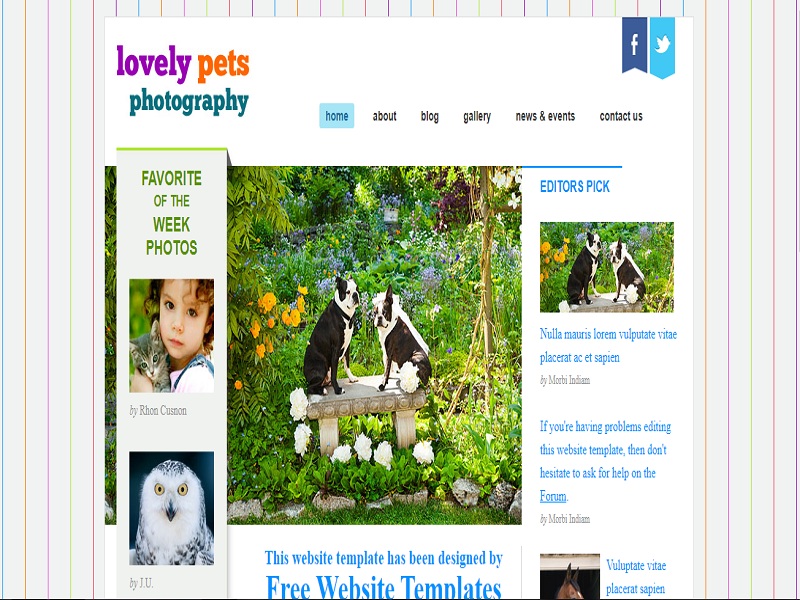 lovely pets
photography
home about blog gallery news & events contact us
FAVORITE
OF THE
WEEK
PHOTOS
by Rhon Cusnon
by J.U.
EDITORS PICK
Nulla mauris lorem vulputate vitae
placerat ac et sapien
by Morbi Indiam
If you're having problems editing
this website template, then don't
hesitate to ask for help on the
Forum.
by Morbi Indiam
Vuluptate vitae
placerat sapien
This website template has been designed by
Free Website Templates